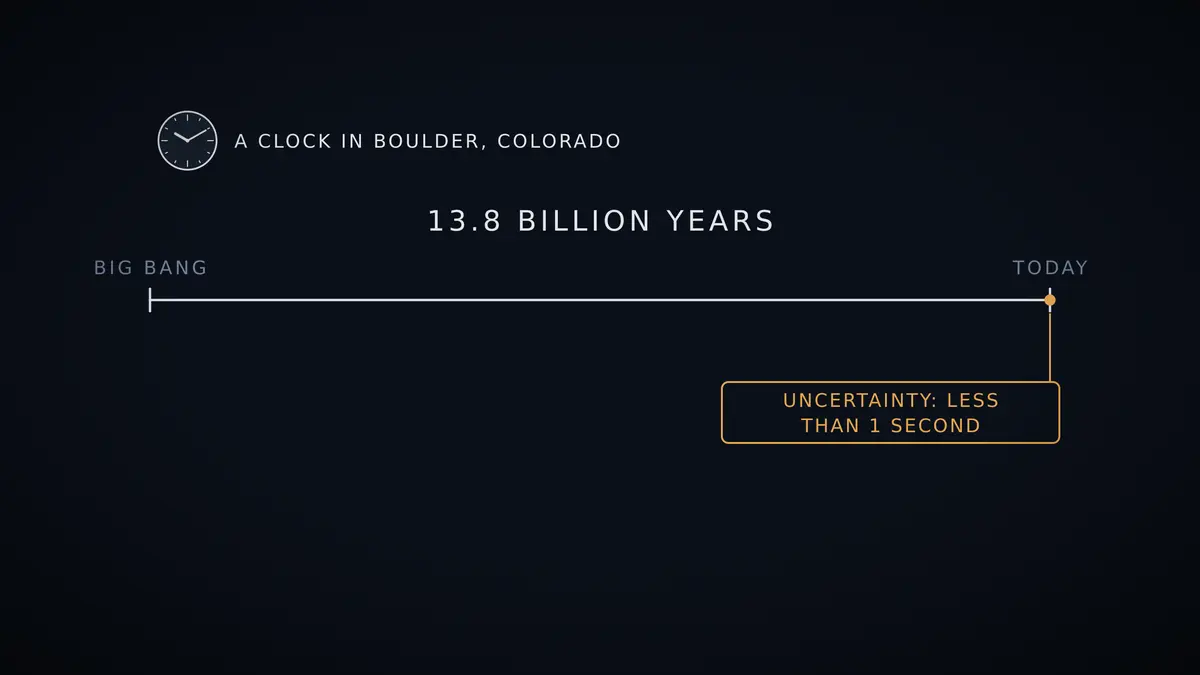 A CLOCK IN BOULDER, COLORADO
13.8 BILLION YEARS
BIG BANG
TODAY
UNCERTAINTY: LESS
THAN 1 SECOND